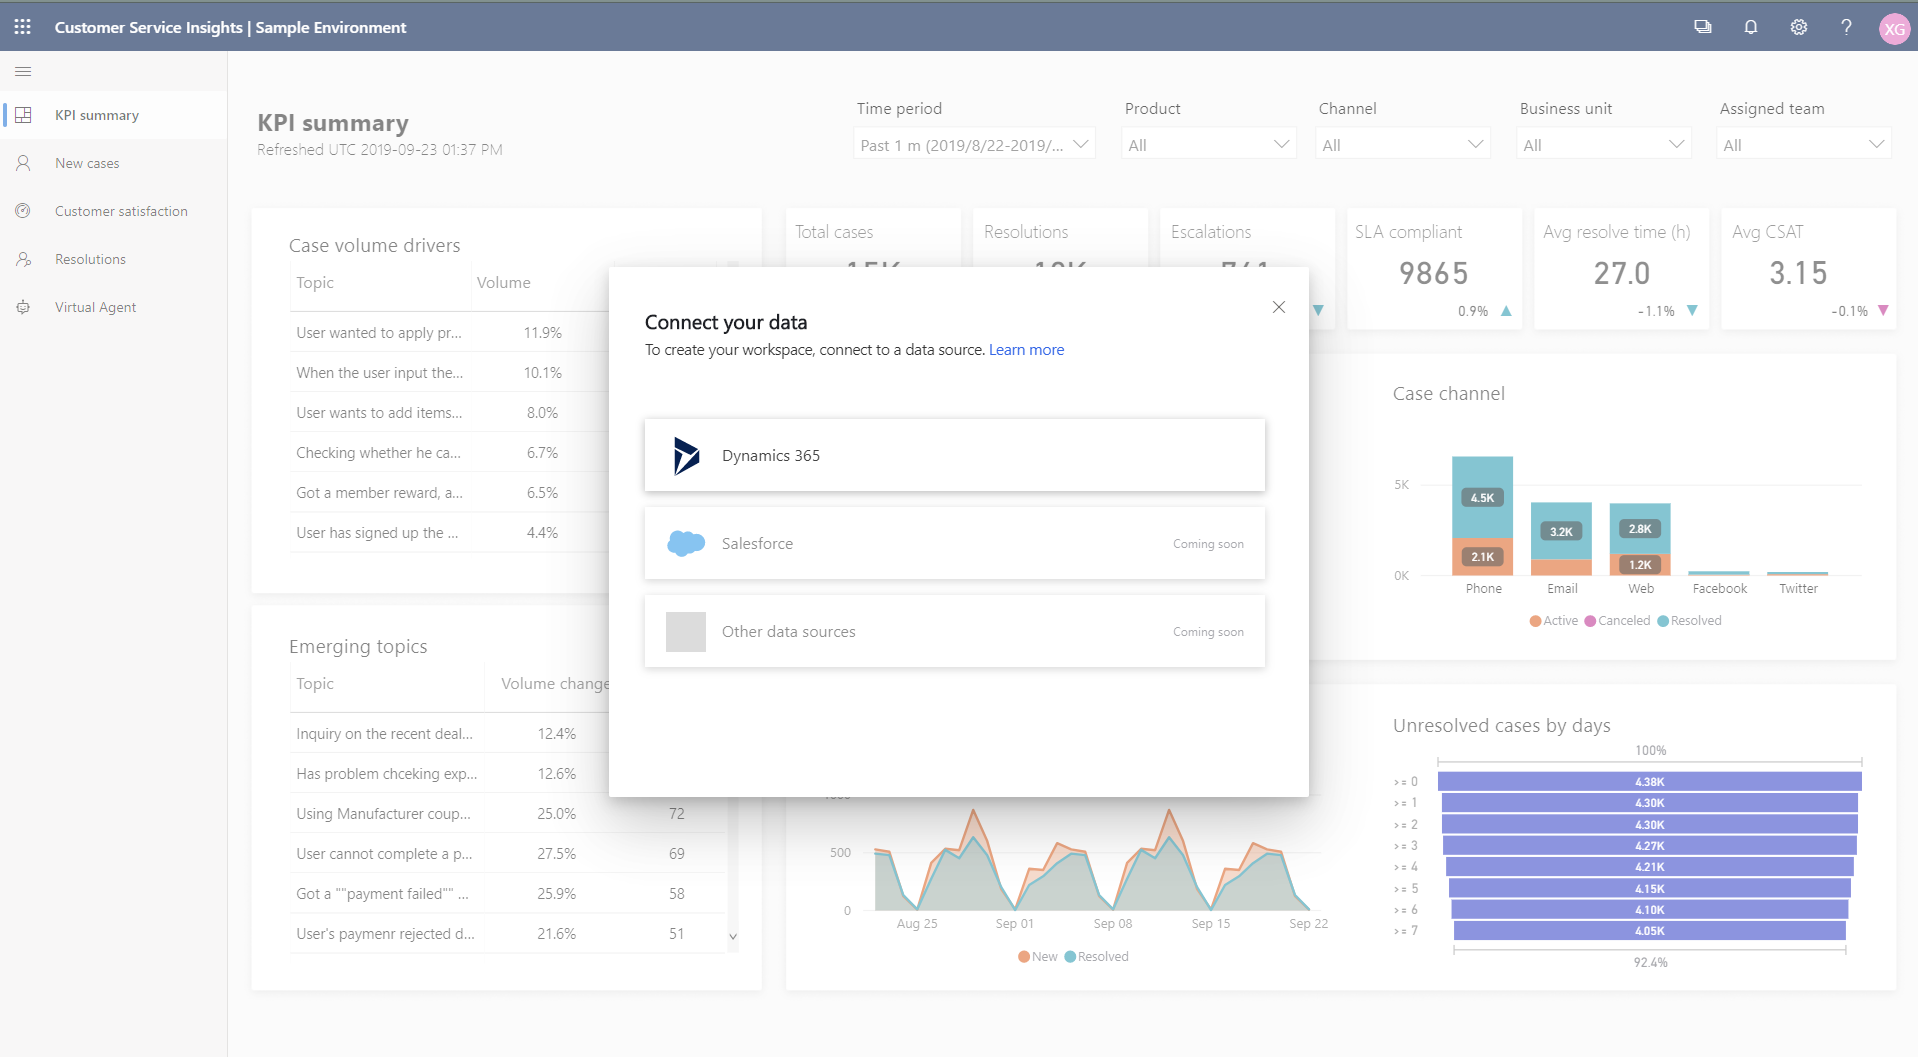 Customer Service Insights | Sample Environment
XG
KPI summary
New cases
Customer satisfaction
Resolutions
Virtual Agent
KPI summary
Refreshed UTC 2019-09-23 01:37 PM
Time period
Past 1 m (2019/8/22-2019/...
Product
All
Channel
All
Business unit
All
Assigned team
All
Case volume drivers
Topic Volume
User wanted to apply pr... 11.9%
When the user input the... 10.1%
User wants to add items... 8.0%
Checking whether he ca... 6.7%
Got a member reward, a... 6.5%
User has signed up the ... 4.4%
Emerging topics
Topic Volume change
Inquiry on the recent deal... 12.4%
Has problem chceking exp... 12.6%
Using Manufacturer coup... 25.0% 72
User cannot complete a p... 27.5% 69
Got a ""payment failed"" ... 25.9% 58
User's paymenr rejected d... 21.6% 51
Total cases
Resolutions
Escalations
SLA compliant
9865
0.9%
Avg resolve time (h)
27.0
-1.1%
Avg CSAT
3.15
-0.1%
Connect your data
To create your workspace, connect to a data source. Learn more
Dynamics 365
Salesforce Coming soon
Other data sources Coming soon
Case channel
5K
0K
4.5K
2.1K
3.2K
2.8K
1.2K
Phone Email Web Facebook Twitter
Active Canceled Resolved
500
0
Aug 25 Sep 01 Sep 08 Sep 15 Sep 22
New Resolved
Unresolved cases by days
100%
>= 0 4.38K
>= 1 4.30K
>= 2 4.30K
>= 3 4.27K
>= 4 4.21K
>= 5 4.15K
>= 6 4.10K
>= 7 4.05K
92.4%